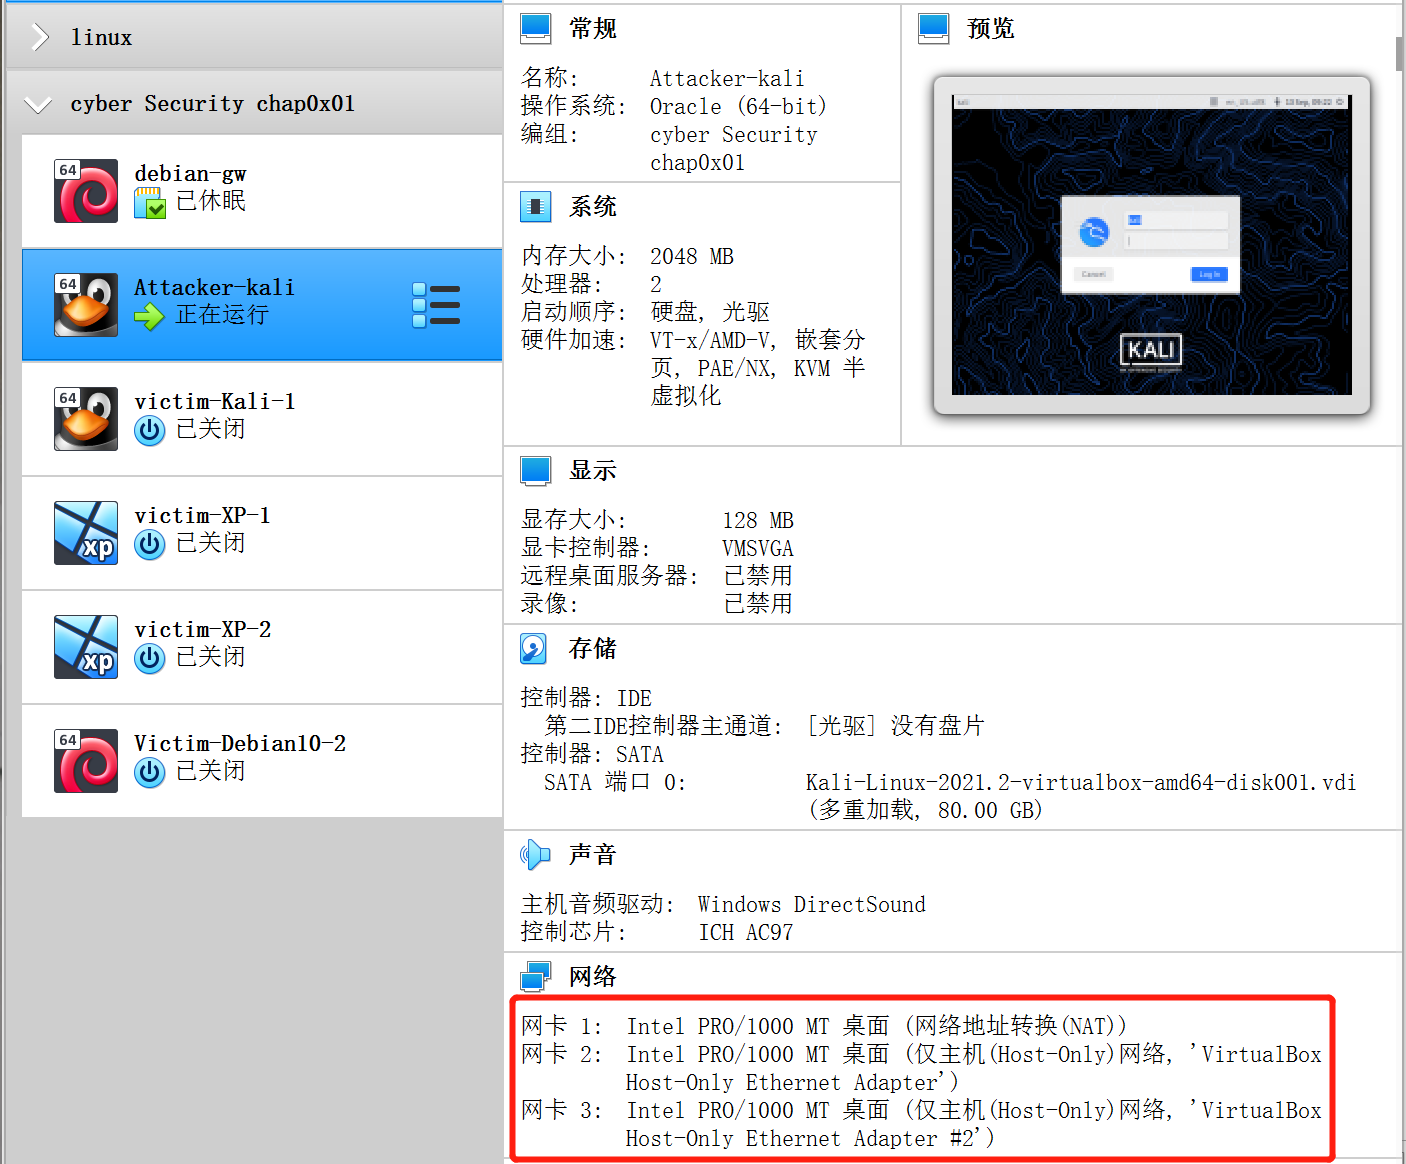 linux
cyber Security chap0x01
64
debian-gw
已休眠
64
Attacker-kali
正在运行
64
victim-Kali-1
已关闭
xp
victim-XP-1
已关闭
xp
victim-XP-2
已关闭
64
Victim-Debian10-2
已关闭
常规
名称: Attacker-kali
操作系统: Oracle (64-bit)
编组: cyber Security
chap0x01
预览
kali
Cancel
Log In
KALI
系统
内存大小: 2048 MB
处理器: 2
启动顺序: 硬盘, 光驱
硬件加速: VT-x/AMD-V, 嵌套分
页, PAE/NX, KVM 半
虚拟化
显示
显存大小: 128 MB
显卡控制器: VMSVGA
远程桌面服务器: 已禁用
录像: 已禁用
存储
控制器: IDE
第二IDE控制器主通道: [光驱] 没有盘片
控制器: SATA
SATA 端口 0: Kali-Linux-2021.2-virtualbox-amd64-disk001.vdi
(多重加载, 80.00 GB)
声音
主机音频驱动: Windows DirectSound
控制芯片: ICH AC97
网络
网卡 1: Intel PRO/1000 MT 桌面 (网络地址转换(NAT))
网卡 2: Intel PRO/1000 MT 桌面 (仅主机(Host-Only)网络, 'VirtualBox
Host-Only Ethernet Adapter')
网卡 3: Intel PRO/1000 MT 桌面 (仅主机(Host-Only)网络, 'VirtualBox
Host-Only Ethernet Adapter #2')